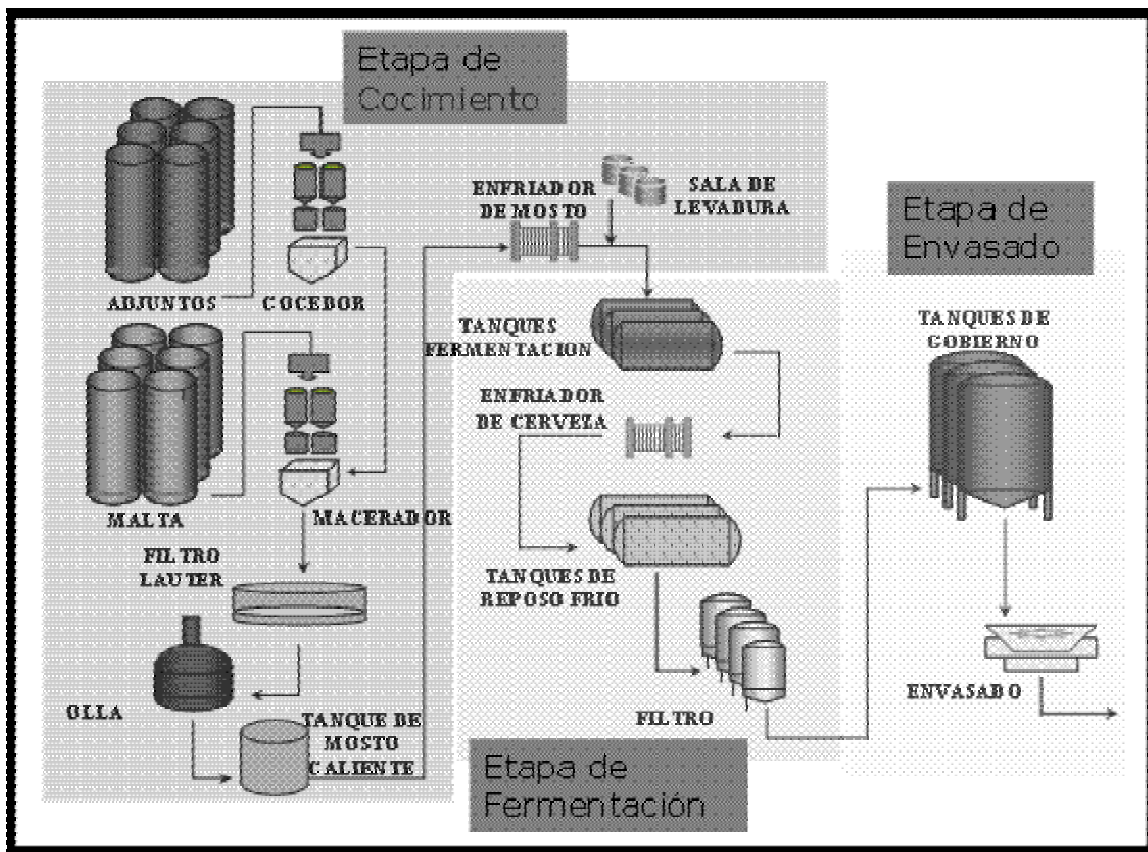 Etapa de
Cocimiento
ADJUNTOS
COCEDOR
ENFRIADOR
DE MOSTO
SALA DE
LEVADURA
MALTA
MACERADOR
FILTRO
LAUTER
OLLA
TANQUE DE
MOSTO
CALIENTE
TANQUES
FERMENTACION
ENFRIADOR
DE CERVEZA
TANQUES DE
REPOSO FRIO
FILTRO
Etapa de
Fermentación
Etapa de
Envasado
TANQUES DE
GOBIERNO
ENVASADO